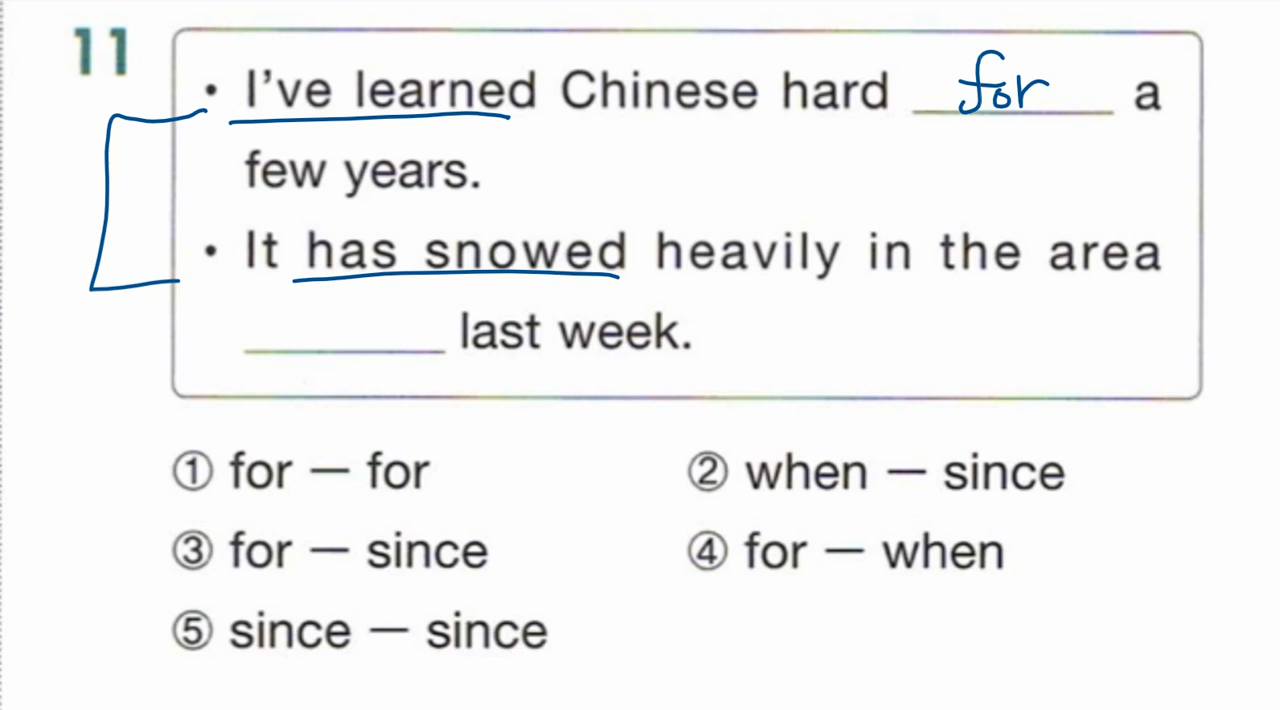 11
• I've learned Chinese hard for a
few years.
• It has snowed heavily in the area
________ last week.
① for — for ② when — since
③ for — since ④ for — when
⑤ since — since